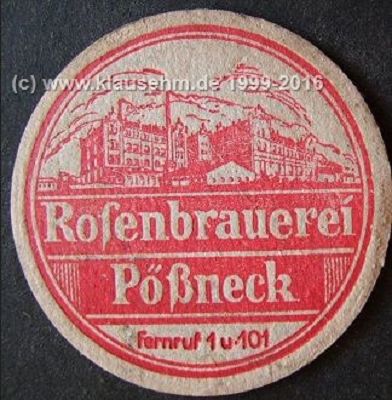 (c) www.klausehm.de 1999-2016
Roſenbrauerei
Pößneck
Fernruf 1 u. 101